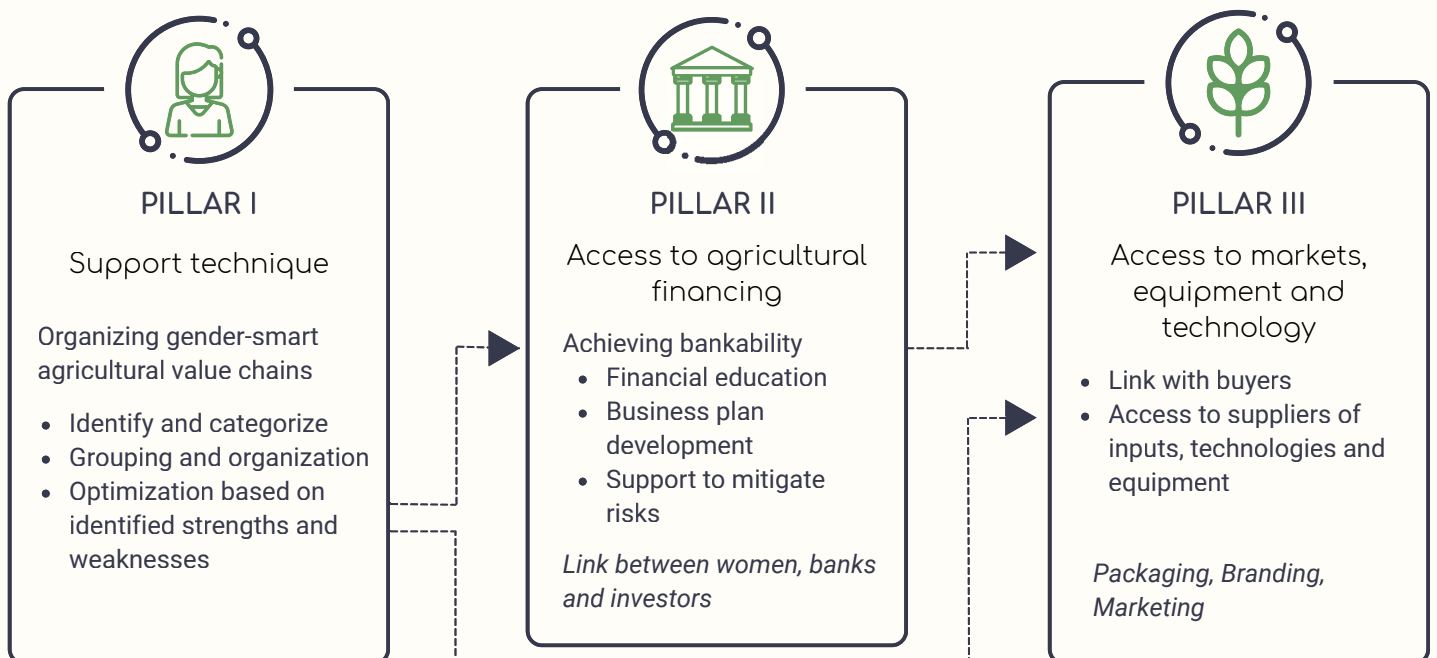 PILLAR I
Support technique
Organizing gender-smart
agricultural value chains
• Identify and categorize
• Grouping and organization
• Optimization based on
identified strengths and
weaknesses
PILLAR II
Access to agricultural
financing
Achieving bankability
• Financial education
• Business plan
development
• Support to mitigate
risks
Link between women, banks
and investors
PILLAR III
Access to markets,
equipment and
technology
• Link with buyers
• Access to suppliers of
inputs, technologies and
equipment
Packaging, Branding,
Marketing